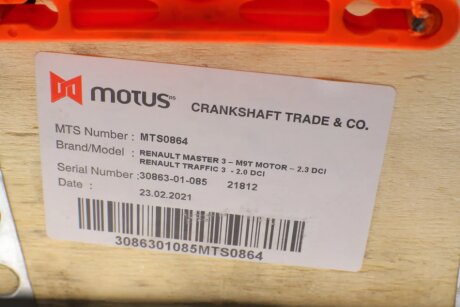 motus
CRANKSHAFT TRADE & CO.
MTS Number : MTS0864
Brand/Model : RENAULT MASTER 3 – M9T MOTOR – 2.3 DCI
RENAULT TRAFFIC 3 - 2.0 DCI
Serial Number :30863-01-085 21812
Date : 23.02.2021
3086301085MTS0864